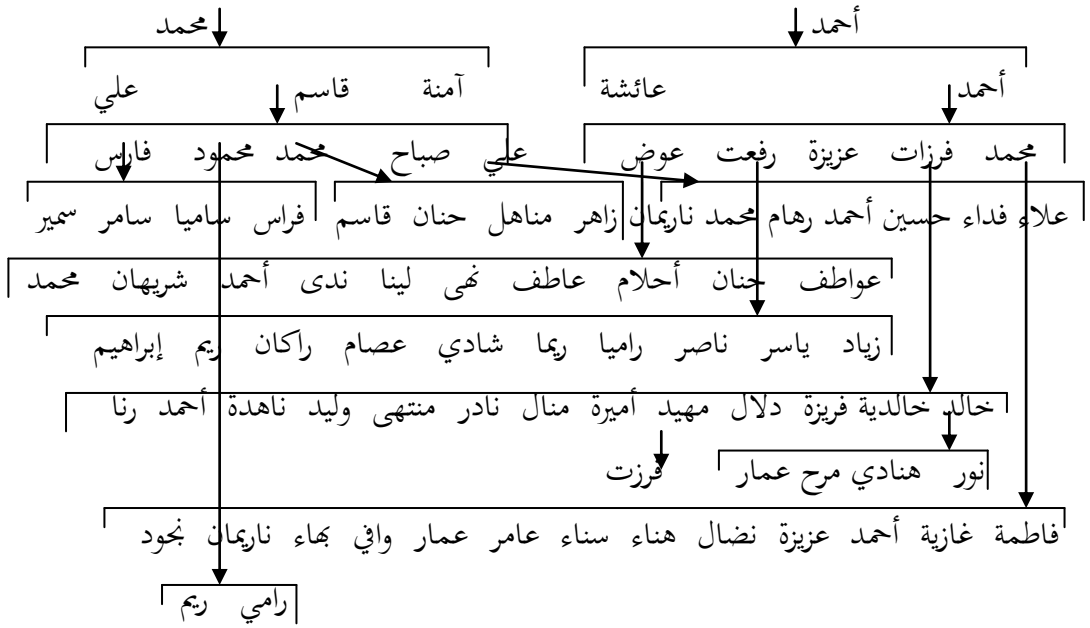 أحمد محمد
أحمد عائشة آمنة قاسم علي
محمد فرزات عزيزة رفعت عوض علي صباح محمد محمود فارس
علاء فداء حسين أحمد رهام محمد ناريمان زاهر مناهل حنان قاسم فراس ساميا سامر سمير
عواطف حنان أحلام عاطف نهى لينا ندى أحمد شريهان محمد
زياد ياسر ناصر راميا ريما شادي عصام راكان ريم إبراهيم
خالد خالدية فريزة دلال مهيد أميرة منال نادر منتهى وليد ناهدة أحمد رنا
نور هنادي مرح عمار فرزت
فاطمة غازية أحمد عزيزة نضال هناء سناء عامر عمار وافي بهاء ناريمان نجود
رامي ريم